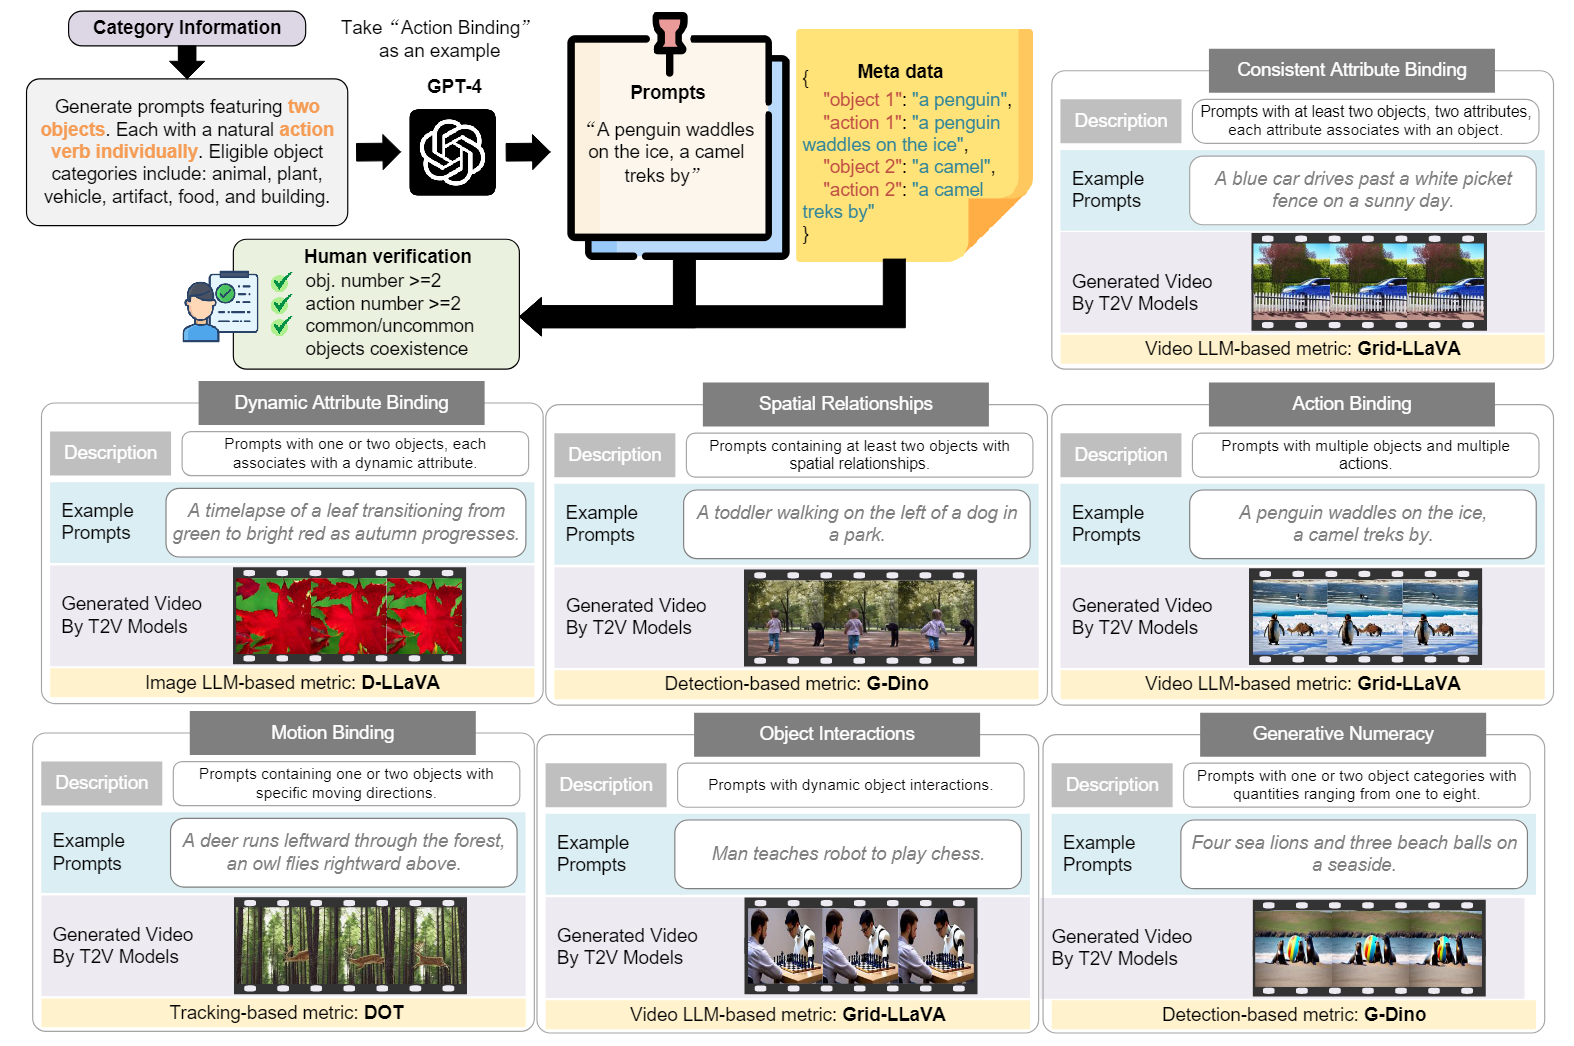 Category Information
Generate prompts featuring two
objects. Each with a natural action
verb individually. Eligible object
categories include: animal, plant,
vehicle, artifact, food, and building.
Take “Action Binding”
as an example
GPT-4
Prompts
“A penguin waddles
on the ice, a camel
treks by”
Meta data
{
"object 1": "a penguin",
"action 1": "a penguin
waddles on the ice",
"object 2": "a camel",
"action 2": "a camel
treks by"
}
Human verification
obj. number >=2
action number >=2
common/uncommon
objects coexistence
Consistent Attribute Binding
Description
Prompts with at least two objects, two attributes,
each attribute associates with an object.
Example
Prompts
A blue car drives past a white picket
fence on a sunny day.
Generated Video
By T2V Models
Video LLM-based metric: Grid-LLaVA
Dynamic Attribute Binding
Description
Prompts with one or two objects, each
associates with a dynamic attribute.
Example
Prompts
A timelapse of a leaf transitioning from
green to bright red as autumn progresses.
Generated Video
By T2V Models
Image LLM-based metric: D-LLaVA
Spatial Relationships
Description
Prompts containing at least two objects with
spatial relationships.
Example
Prompts
A toddler walking on the left of a dog in
a park.
Generated Video
By T2V Models
Detection-based metric: G-Dino
Action Binding
Description
Prompts with multiple objects and multiple
actions.
Example
Prompts
A penguin waddles on the ice,
a camel treks by.
Generated Video
By T2V Models
Video LLM-based metric: Grid-LLaVA
Motion Binding
Description
Prompts containing one or two objects with
specific moving directions.
Example
Prompts
A deer runs leftward through the forest,
an owl flies rightward above.
Generated Video
By T2V Models
Tracking-based metric: DOT
Object Interactions
Description
Prompts with dynamic object interactions.
Example
Prompts
Man teaches robot to play chess.
Generated Video
By T2V Models
Video LLM-based metric: Grid-LLaVA
Generative Numeracy
Description
Prompts with one or two object categories with
quantities ranging from one to eight.
Example
Prompts
Four sea lions and three beach balls on
a seaside.
Generated Video
By T2V Models
Detection-based metric: G-Dino